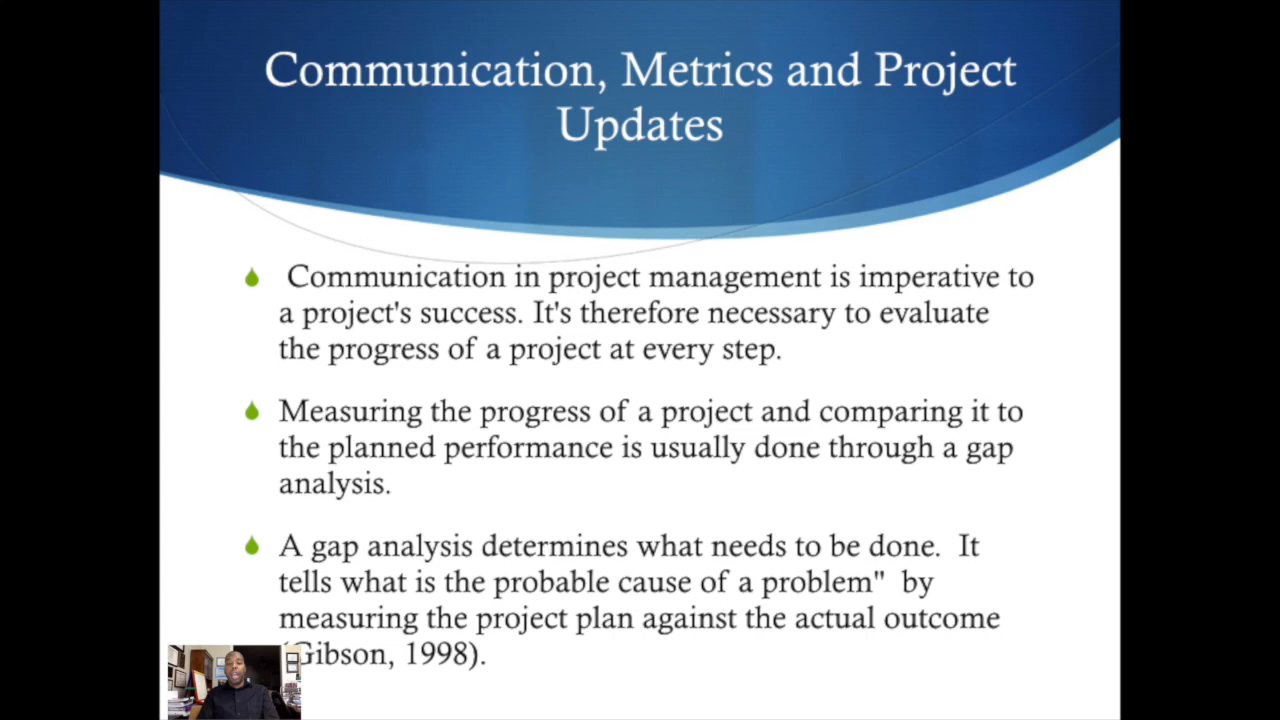 Communication, Metrics and Project
Updates
Communication in project management is imperative to
a project's success. It's therefore necessary to evaluate
the progress of a project at every step.
Measuring the progress of a project and comparing it to
the planned performance is usually done through a gap
analysis.
A gap analysis determines what needs to be done.  It
tells what is the probable cause of a problem"  by
measuring the project plan against the actual outcome
(Gibson, 1998).